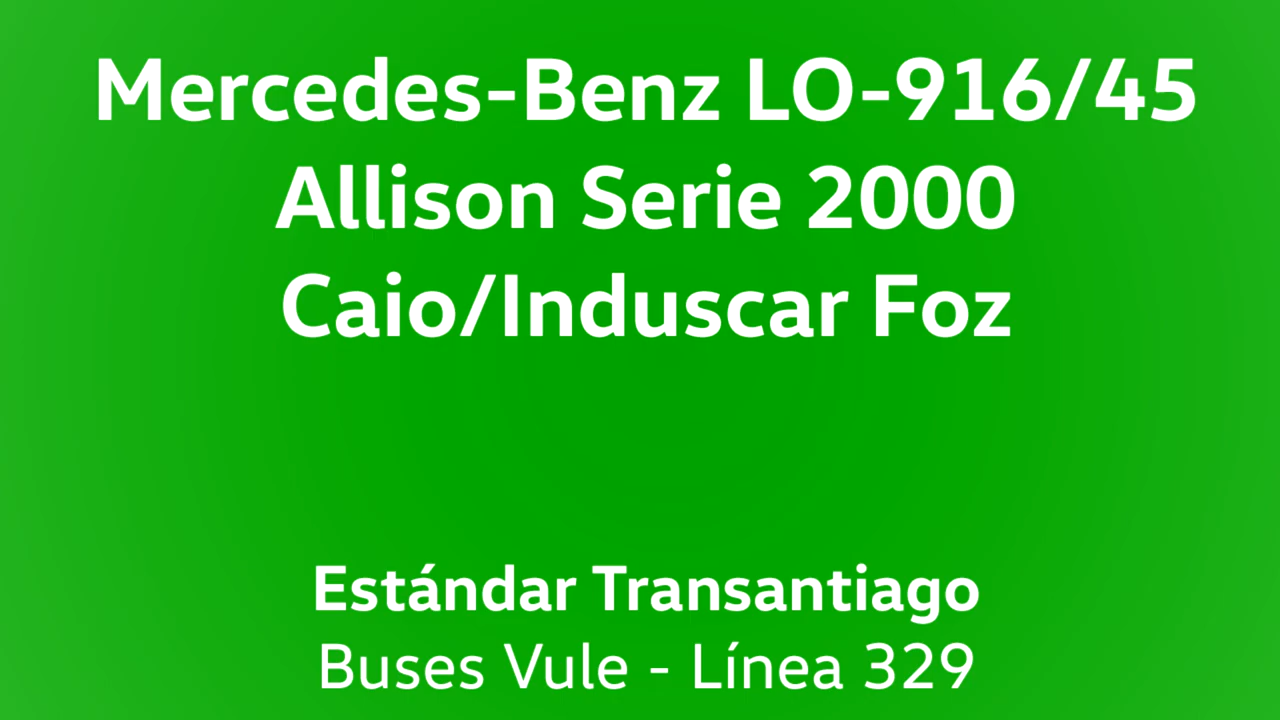 Mercedes-Benz LO-916/45
Allison Serie 2000
Caio/Induscar Foz
Estándar Transantiago
Buses Vule - Línea 329